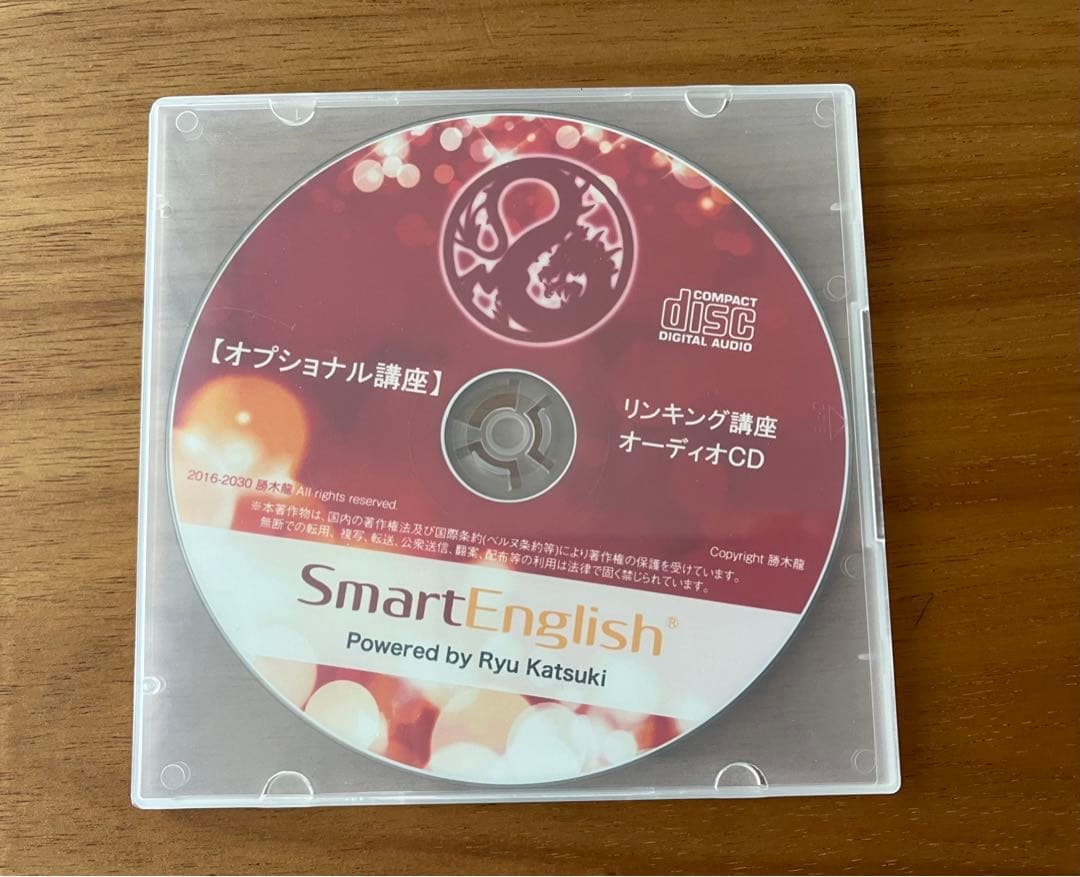 COMPACT
disc
DIGITAL AUDIO
【オプショナル講座】
リンキング講座
オーディオCD
2016-2030 勝木龍 All rights reserved.
Copyright 勝木龍
※本著作物は、国内の著作権法及び国際条約(ベルヌ条約等)により著作権の保護を受けています。
無断での転用、複写、転送、公衆送信、翻案、配布等の利用は法律で固く禁じられています。
SmartEnglish®
Powered by Ryu Katsuki